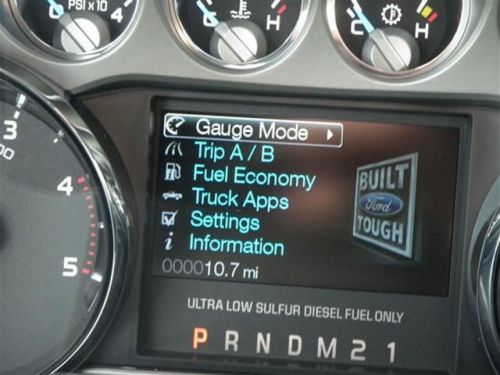 PSI x 10 4
C H
C H
3
4
5
00
Gauge Mode
Trip A / B
Fuel Economy
Truck Apps
Settings
Information
000010.7 mi
BUILT
Ford
TOUGH
ULTRA LOW SULFUR DIESEL FUEL ONLY
P R N D M 2 1